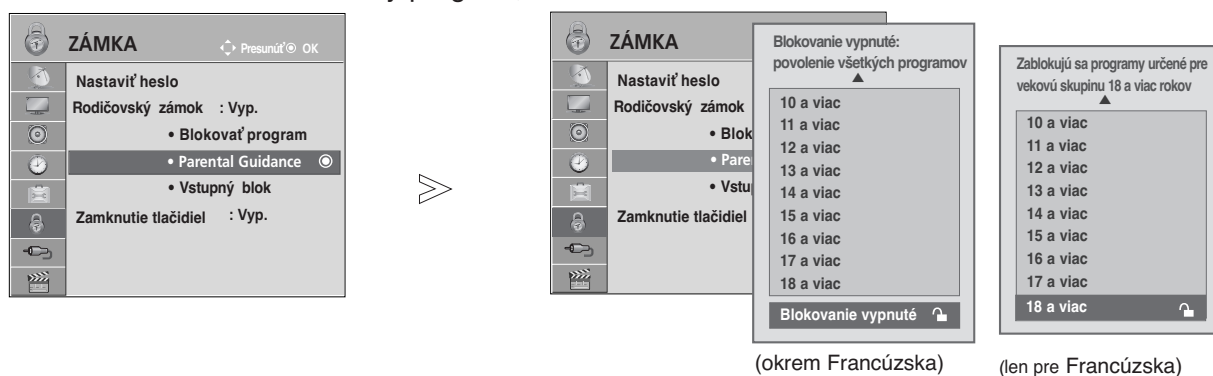 ZÁMKA
Presunúť OK
Nastaviť heslo
Rodičovský zámok : Vyp.
• Blokovať program
• Parental Guidance
• Vstupný blok
Zamknutie tlačidiel : Vyp.
ZÁMKA
Nastaviť heslo
Rodičovský zámok
• Blok
• Pare
• Vstu
Zamknutie tlačidiel
Blokovanie vypnuté:
povolenie všetkých programov
10 a viac
11 a viac
12 a viac
13 a viac
14 a viac
15 a viac
16 a viac
17 a viac
18 a viac
Blokovanie vypnuté
(okrem Francúzska)
Zablokujú sa programy určené pre
vekovú skupinu 18 a viac rokov
10 a viac
11 a viac
12 a viac
13 a viac
14 a viac
15 a viac
16 a viac
17 a viac
18 a viac
(len pre Francúzska)